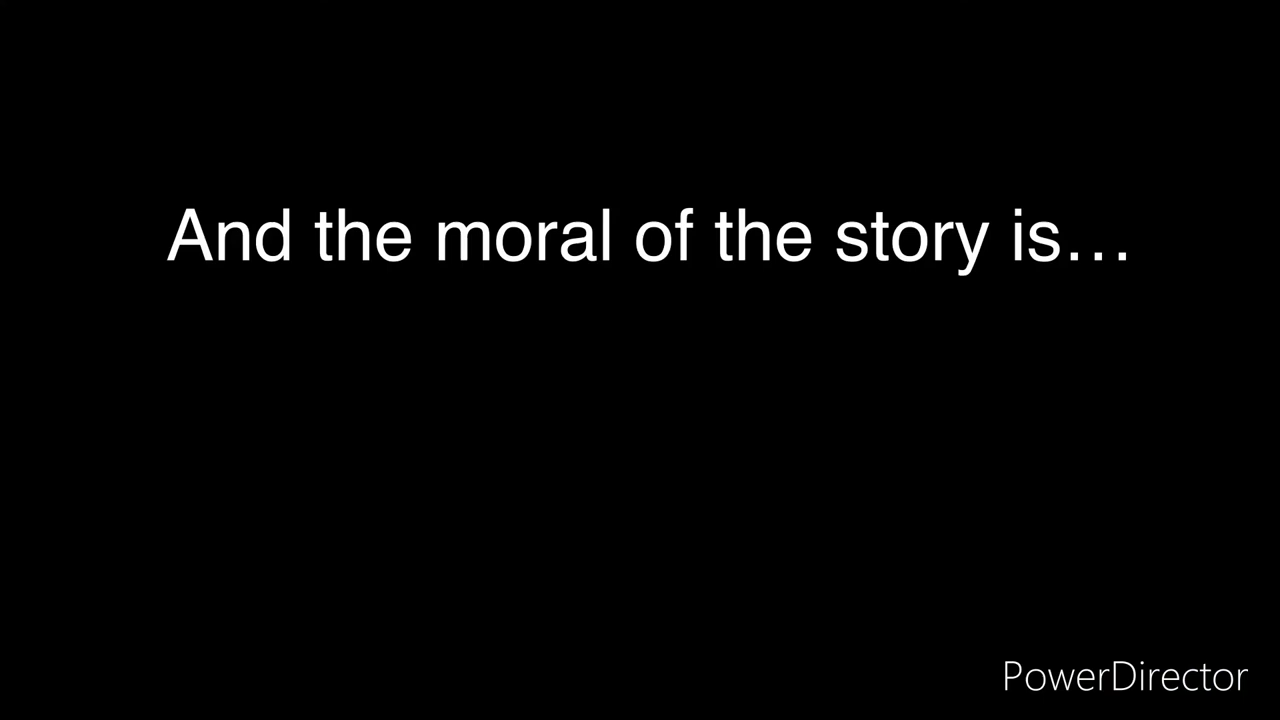 And the moral of the story is…
PowerDirector